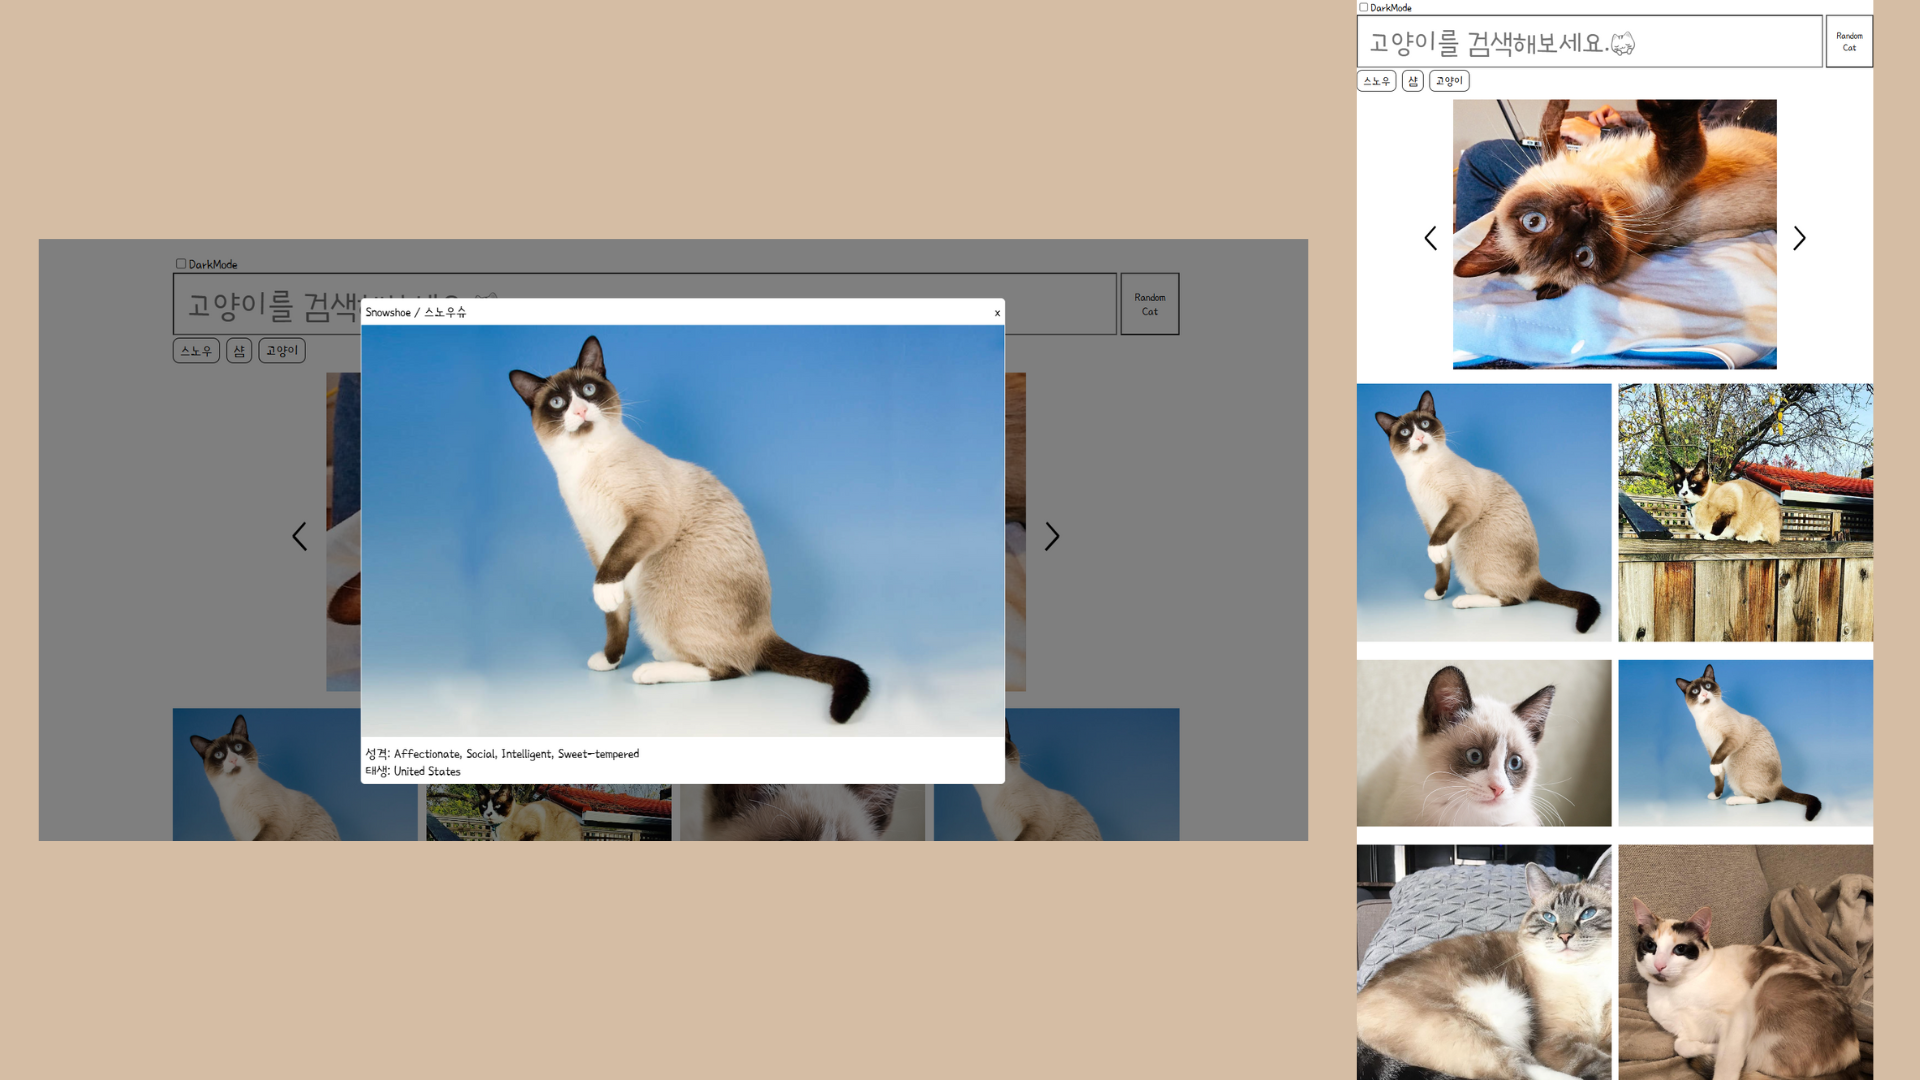 DarkMode
고양이를 검색
Random
Cat
스노우
샴
고양이
Snowshoe / 스노우슈
x
성격: Affectionate, Social, Intelligent, Sweet-tempered
태생: United States
DarkMode
고양이를 검색해보세요.🐱
Random
Cat
스노우
샴
고양이